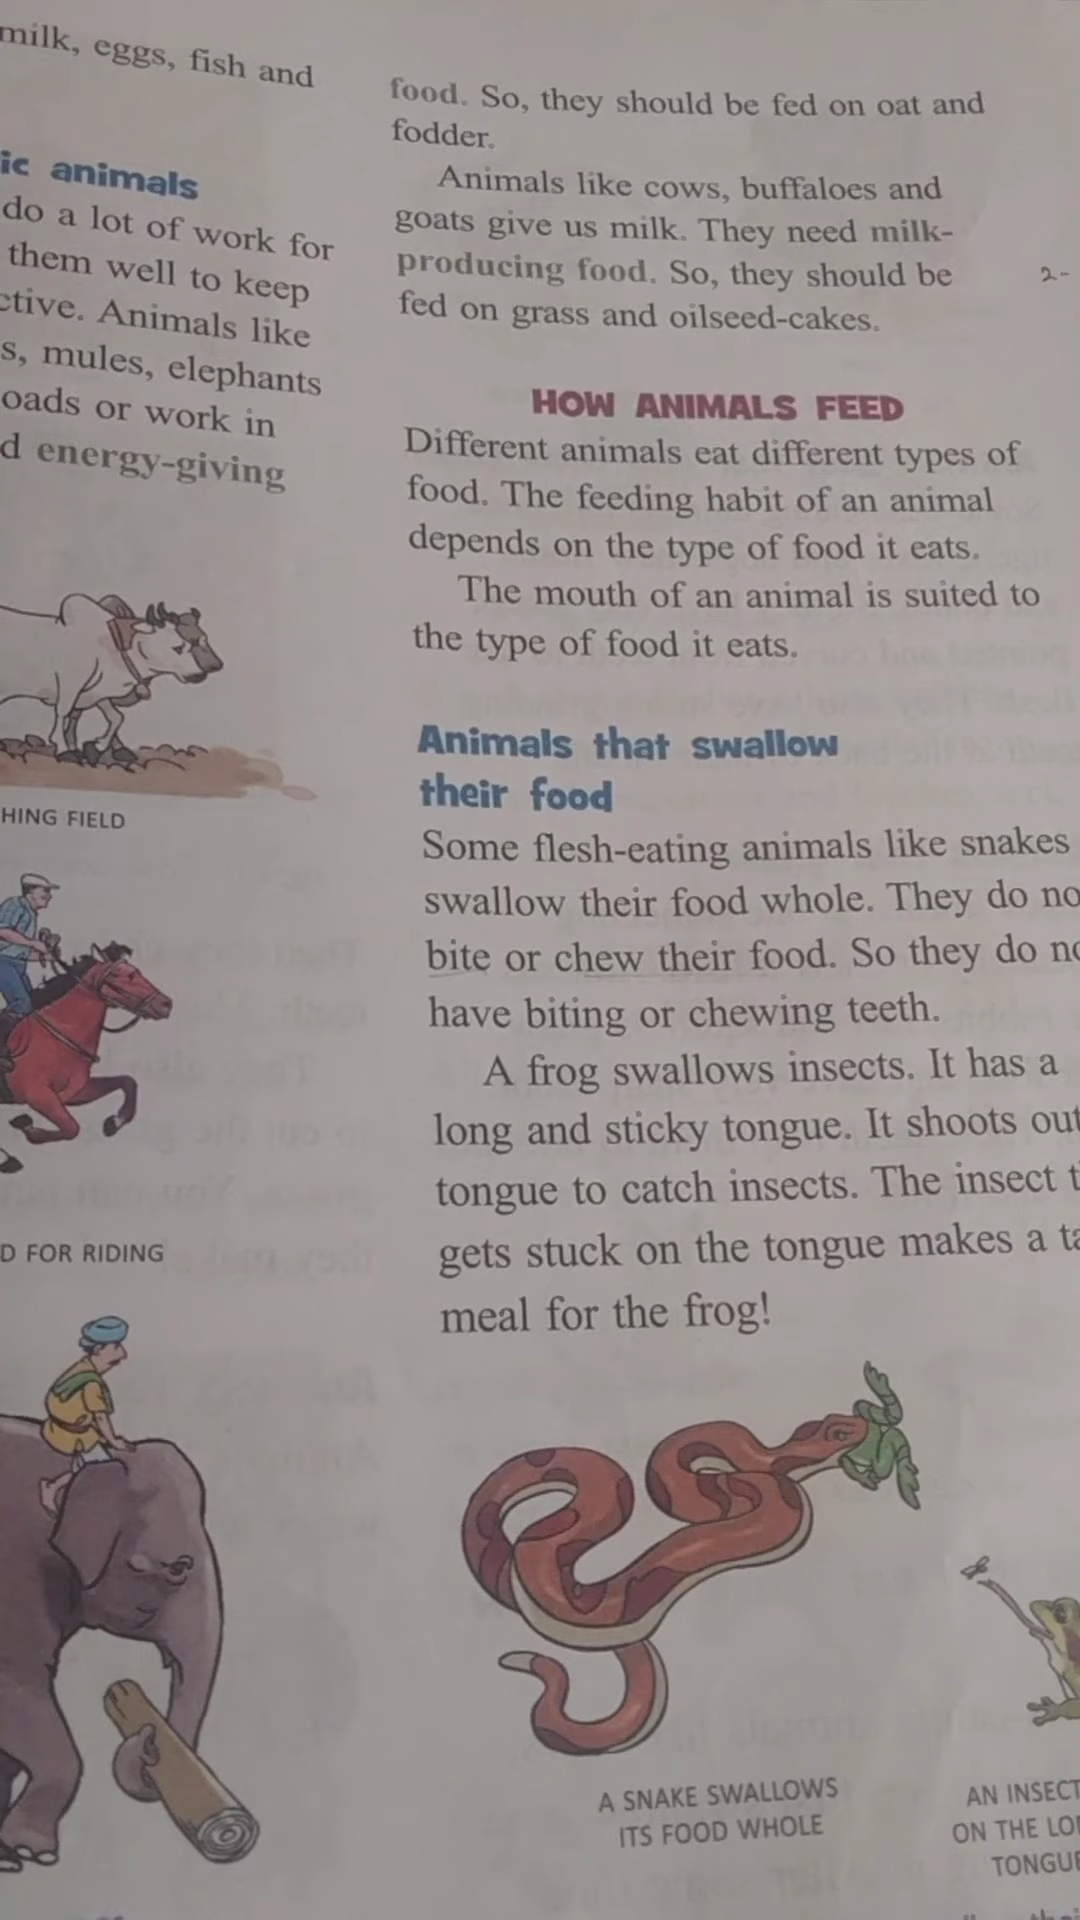 milk, eggs, fish and
animals
do a lot of work for
them well to keep
Animals like
mules, elephants
or work in
energy-giving
FIELD
FOR RIDING
food. So, they should be fed on oat and
fodder.
Animals like cows, buffaloes and
goats give us milk. They need milk-
producing food. So, they should be
fed on grass and oilseed-cakes.
2-
HOW ANIMALS FEED
Different animals eat different types of
food. The feeding habit of an animal
depends on the type of food it eats.
The mouth of an animal is suited to
the type of food it eats.
Animals that swallow
their food
Some flesh-eating animals like snakes
swallow their food whole. They do
bite or chew their food. So they do
have biting or chewing teeth.
A frog swallows insects. It has a
long and sticky tongue. It shoots out
tongue to catch insects. The insect
gets stuck on the tongue makes a
meal for the frog!
A SNAKE SWALLOWS
ITS FOOD WHOLE
AN INSECT
ON THE
TONGUE